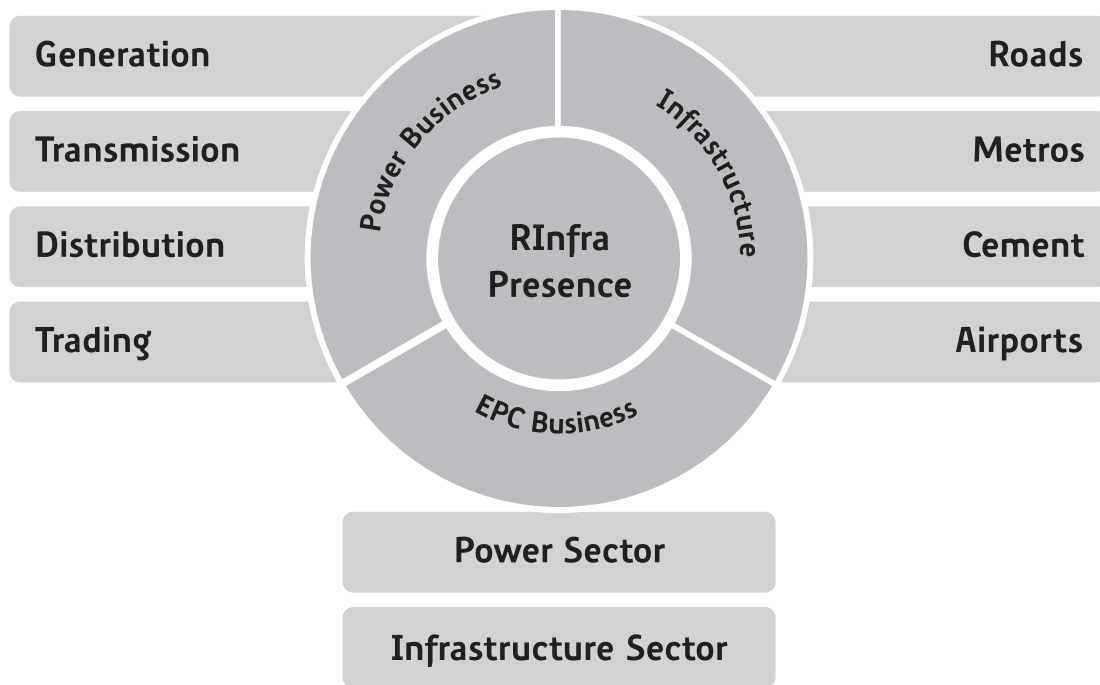 Generation
Transmission
Distribution
Trading
Power Business
Infrastructure
RInfra
Presence
EPC Business
Roads
Metros
Cement
Airports
Power Sector
Infrastructure Sector